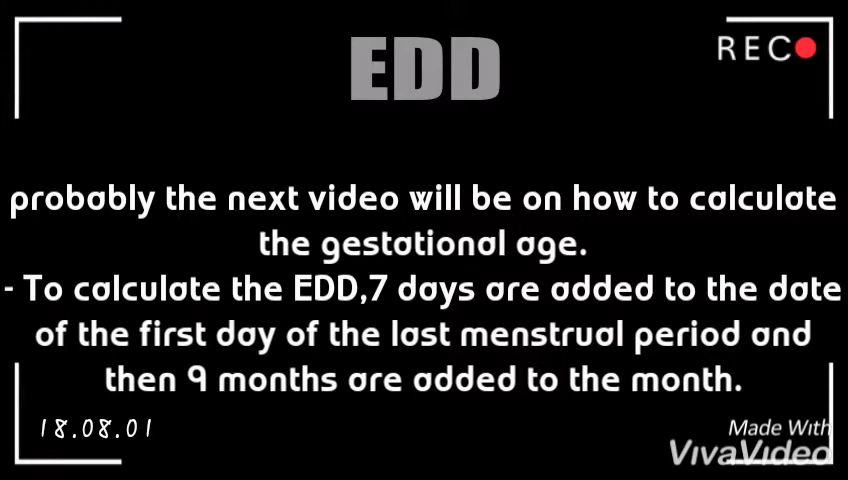 EDD
REC
probably the next video will be on how to calculate
the gestational age.
- To calculate the EDD,7 days are added to the date
of the first day of the last menstrual period and
then 9 months are added to the month.
18.08.01
Made With
VivaVideo